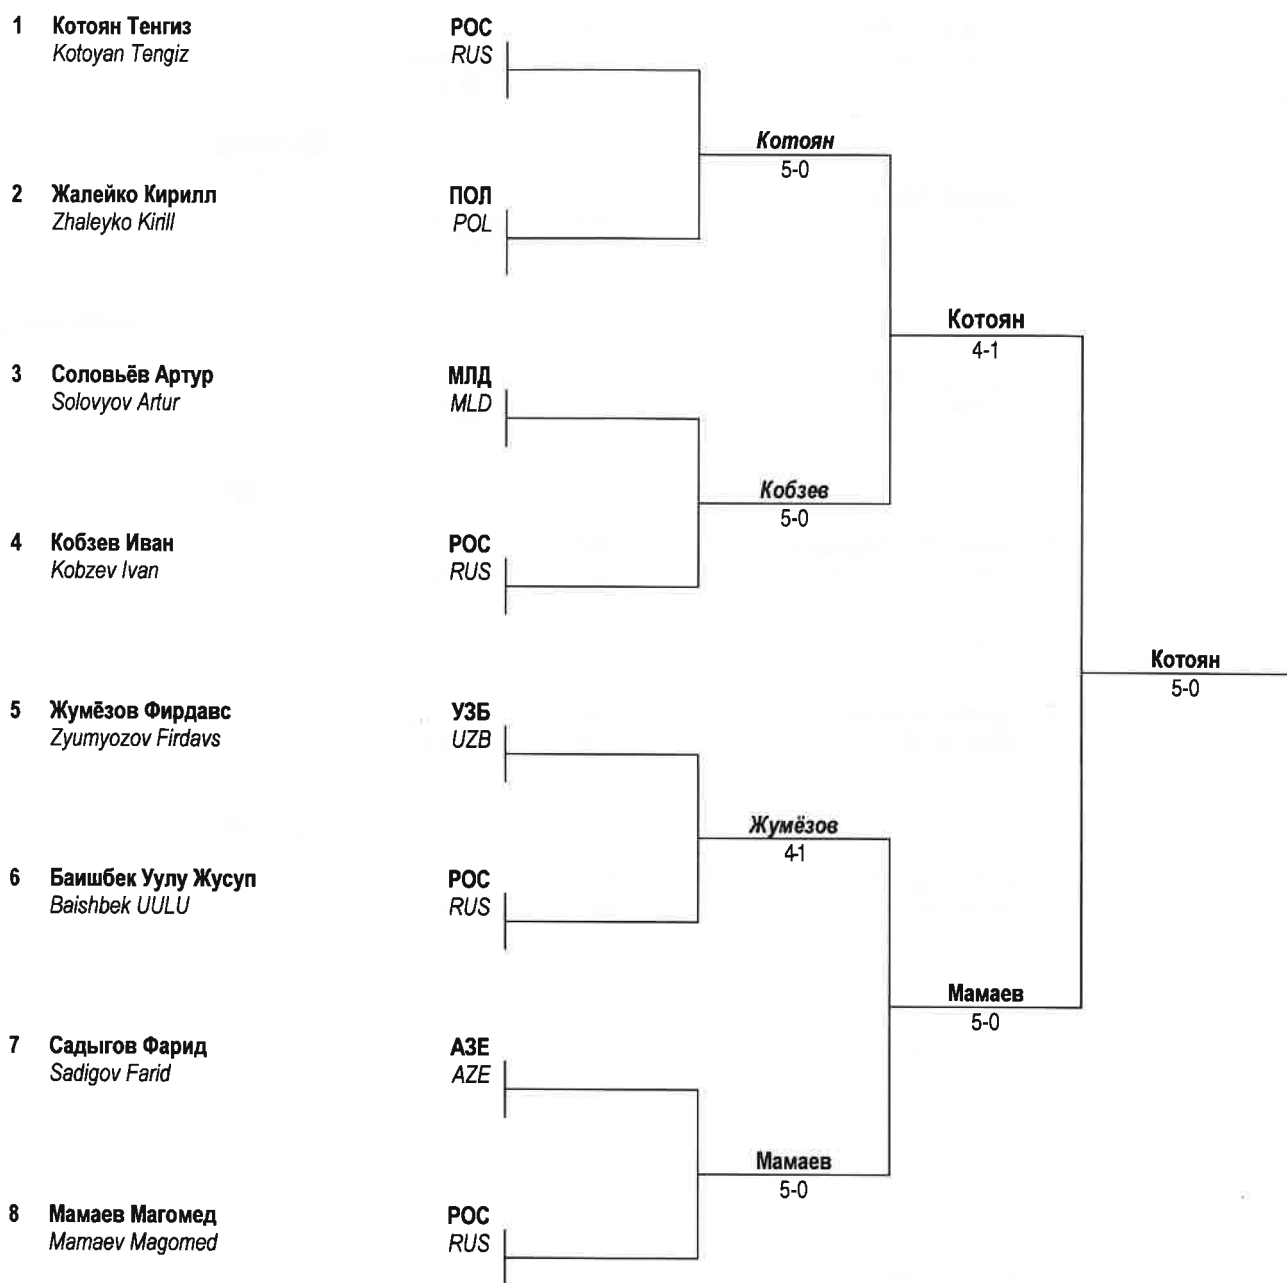 1 Котоян Тенгиз РОС
Kotoyan Tengiz RUS
Котоян
5-0
2 Жалейко Кирилл ПОЛ
Zhaleyko Kirill POL
Котоян
4-1
3 Соловьёв Артур МЛД
Solovyov Artur MLD
Кобзев
5-0
4 Кобзев Иван РОС
Kobzev Ivan RUS
Котоян
5-0
5 Жумёзов Фирдавс УЗБ
Zyumyozov Firdavs UZB
Жумёзов
4-1
6 Баишбек Уулу Жусуп РОС
Baishbek UULU RUS
Мамаев
5-0
7 Садыгов Фарид АЗЕ
Sadigov Farid AZE
Мамаев
5-0
8 Мамаев Магомед РОС
Mamaev Magomed RUS